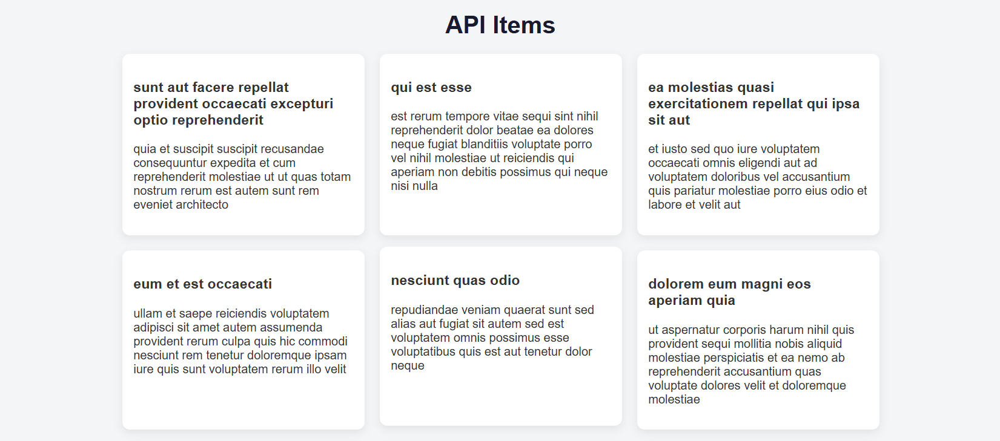 API Items
sunt aut facere repellat
provident occaecati excepturi
optio reprehenderit
quia et suscipit suscipit recusandae
consequuntur expedita et cum
reprehenderit molestiae ut ut quas totam
nostrum rerum est autem sunt rem
eveniet architecto
qui est esse
est rerum tempore vitae sequi sint nihil
reprehenderit dolor beatae ea dolores
neque fugiat blanditiis voluptate porro
vel nihil molestiae ut reiciendis qui
aperiam non debitis possimus qui neque
nisi nulla
ea molestias quasi
exercitationem repellat qui ipsa
sit aut
et iusto sed quo iure voluptatem
occaecati omnis eligendi aut ad
voluptatem doloribus vel accusantium
quis pariatur molestiae porro eius odio et
labore et velit aut
eum et est occaecati
ullam et saepe reiciendis voluptatem
adipisci sit amet autem assumenda
provident rerum culpa quis hic commodi
nesciunt rem tenetur doloremque ipsam
iure quis sunt voluptatem rerum illo velit
nesciunt quas odio
repudiandae veniam quaerat sunt sed
alias aut fugiat sit autem sed est
voluptatem omnis possimus esse
voluptatibus quis est aut tenetur dolor
neque
dolorem eum magni eos
aperiam quia
ut aspernatur corporis harum nihil quis
provident sequi mollitia nobis aliquid
molestiae perspiciatis et ea nemo ab
reprehenderit accusantium quas
voluptate dolores velit et doloremque
molestiae